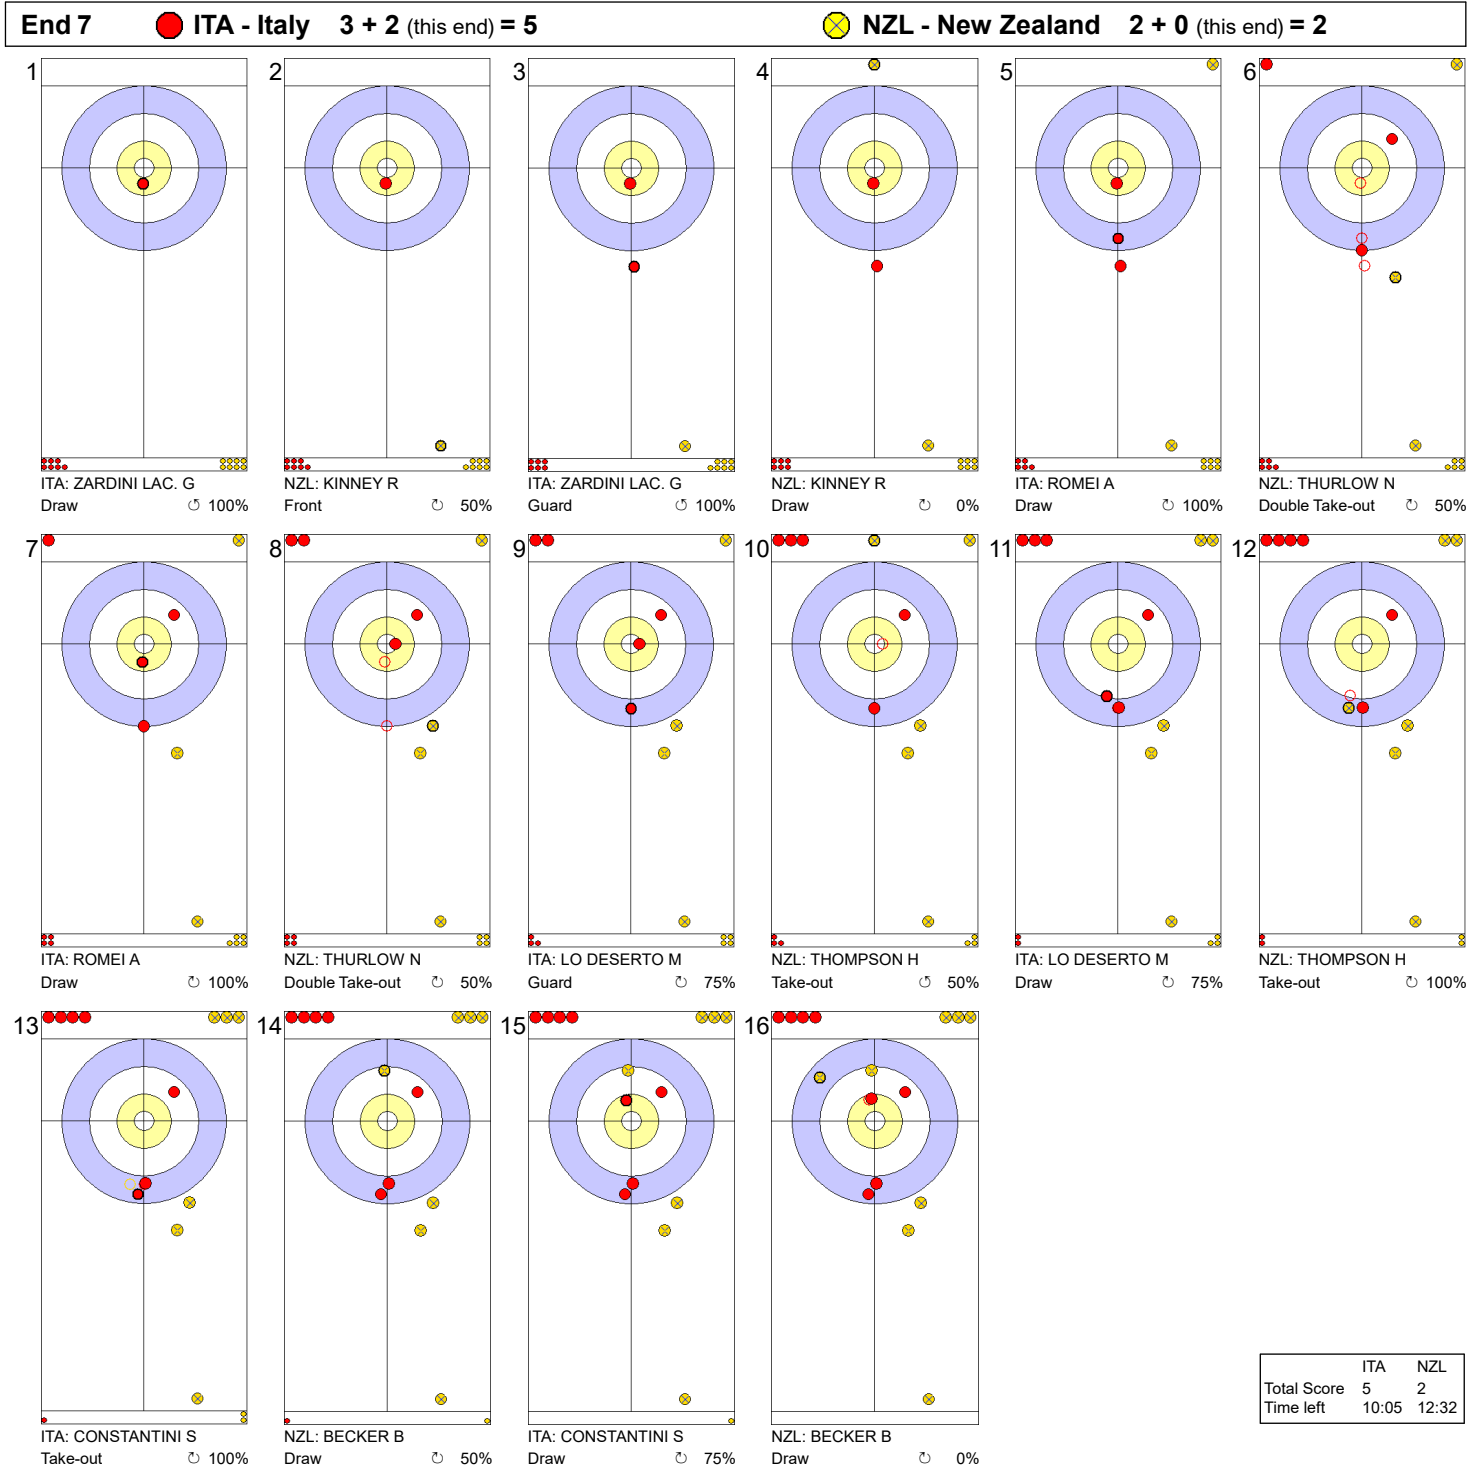 End 7 ITA - Italy 3 + 2 (this end) = 5 NZL - New Zealand 2 + 0 (this end) = 2
1 2 3 4 5 6
ITA: ZARDINI LAC. G NZL: KINNEY R ITA: ZARDINI LAC. G NZL: KINNEY R ITA: ROMEI A NZL: THURLOW N
Draw ↺ 100% Front ↻ 50% Guard ↺ 100% Draw ↻ 0% Draw ↺ 100% Double Take-out ↻ 50%
7 8 9 10 11 12
ITA: ROMEI A NZL: THURLOW N ITA: LO DESERTO M NZL: THOMPSON H ITA: LO DESERTO M NZL: THOMPSON H
Draw ↺ 100% Double Take-out ↻ 50% Guard ↻ 75% Take-out ↺ 50% Draw ↻ 75% Take-out ↻ 100%
13 14 15 16
ITA: CONSTANTINI S NZL: BECKER B ITA: CONSTANTINI S NZL: BECKER B
Take-out ↻ 100% Draw ↻ 50% Draw ↻ 75% Draw ↻ 0%
ITA NZL
Total Score 5 2
Time left 10:05 12:32